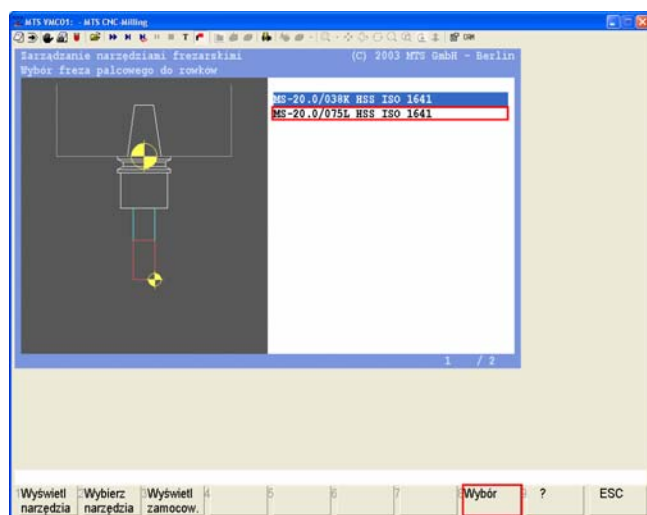 MTS VMC01: - MTS CNC-Milling
Zarządzanie narzędziami frezarskimi (C) 2003 MTS GmbH - Berlin
Wybór freza palcowego do rowków
MS-20.0/038K HSS ISO 1641
MS-20.0/075L HSS ISO 1641
1 / 2
1 Wyświetl narzędzia
2 Wybierz narzędzia
3 Wyświetl zamocow.
4
5
6
7
8 Wybór
9 ?
ESC